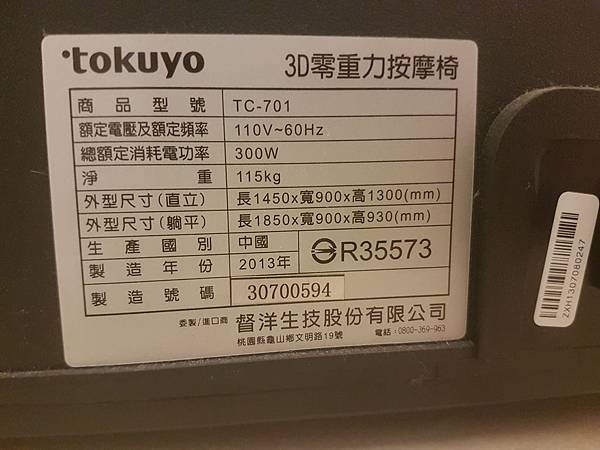 tokuyo 3D零重力按摩椅
商品型號 TC-701
額定電壓及額定頻率 110V~60Hz
總額定消耗電功率 300W
淨重 115kg
外型尺寸(直立) 長1450x寬900x高1300(mm)
外型尺寸(躺平) 長1850x寬900x高930(mm)
生產國別 中國
製造年份 2013年
R35573
製造號碼 30700594
委製/進口商 督洋生技股份有限公司
桃園縣龜山鄉文明路19號 電話:0800-369-963
ZXH1307080247